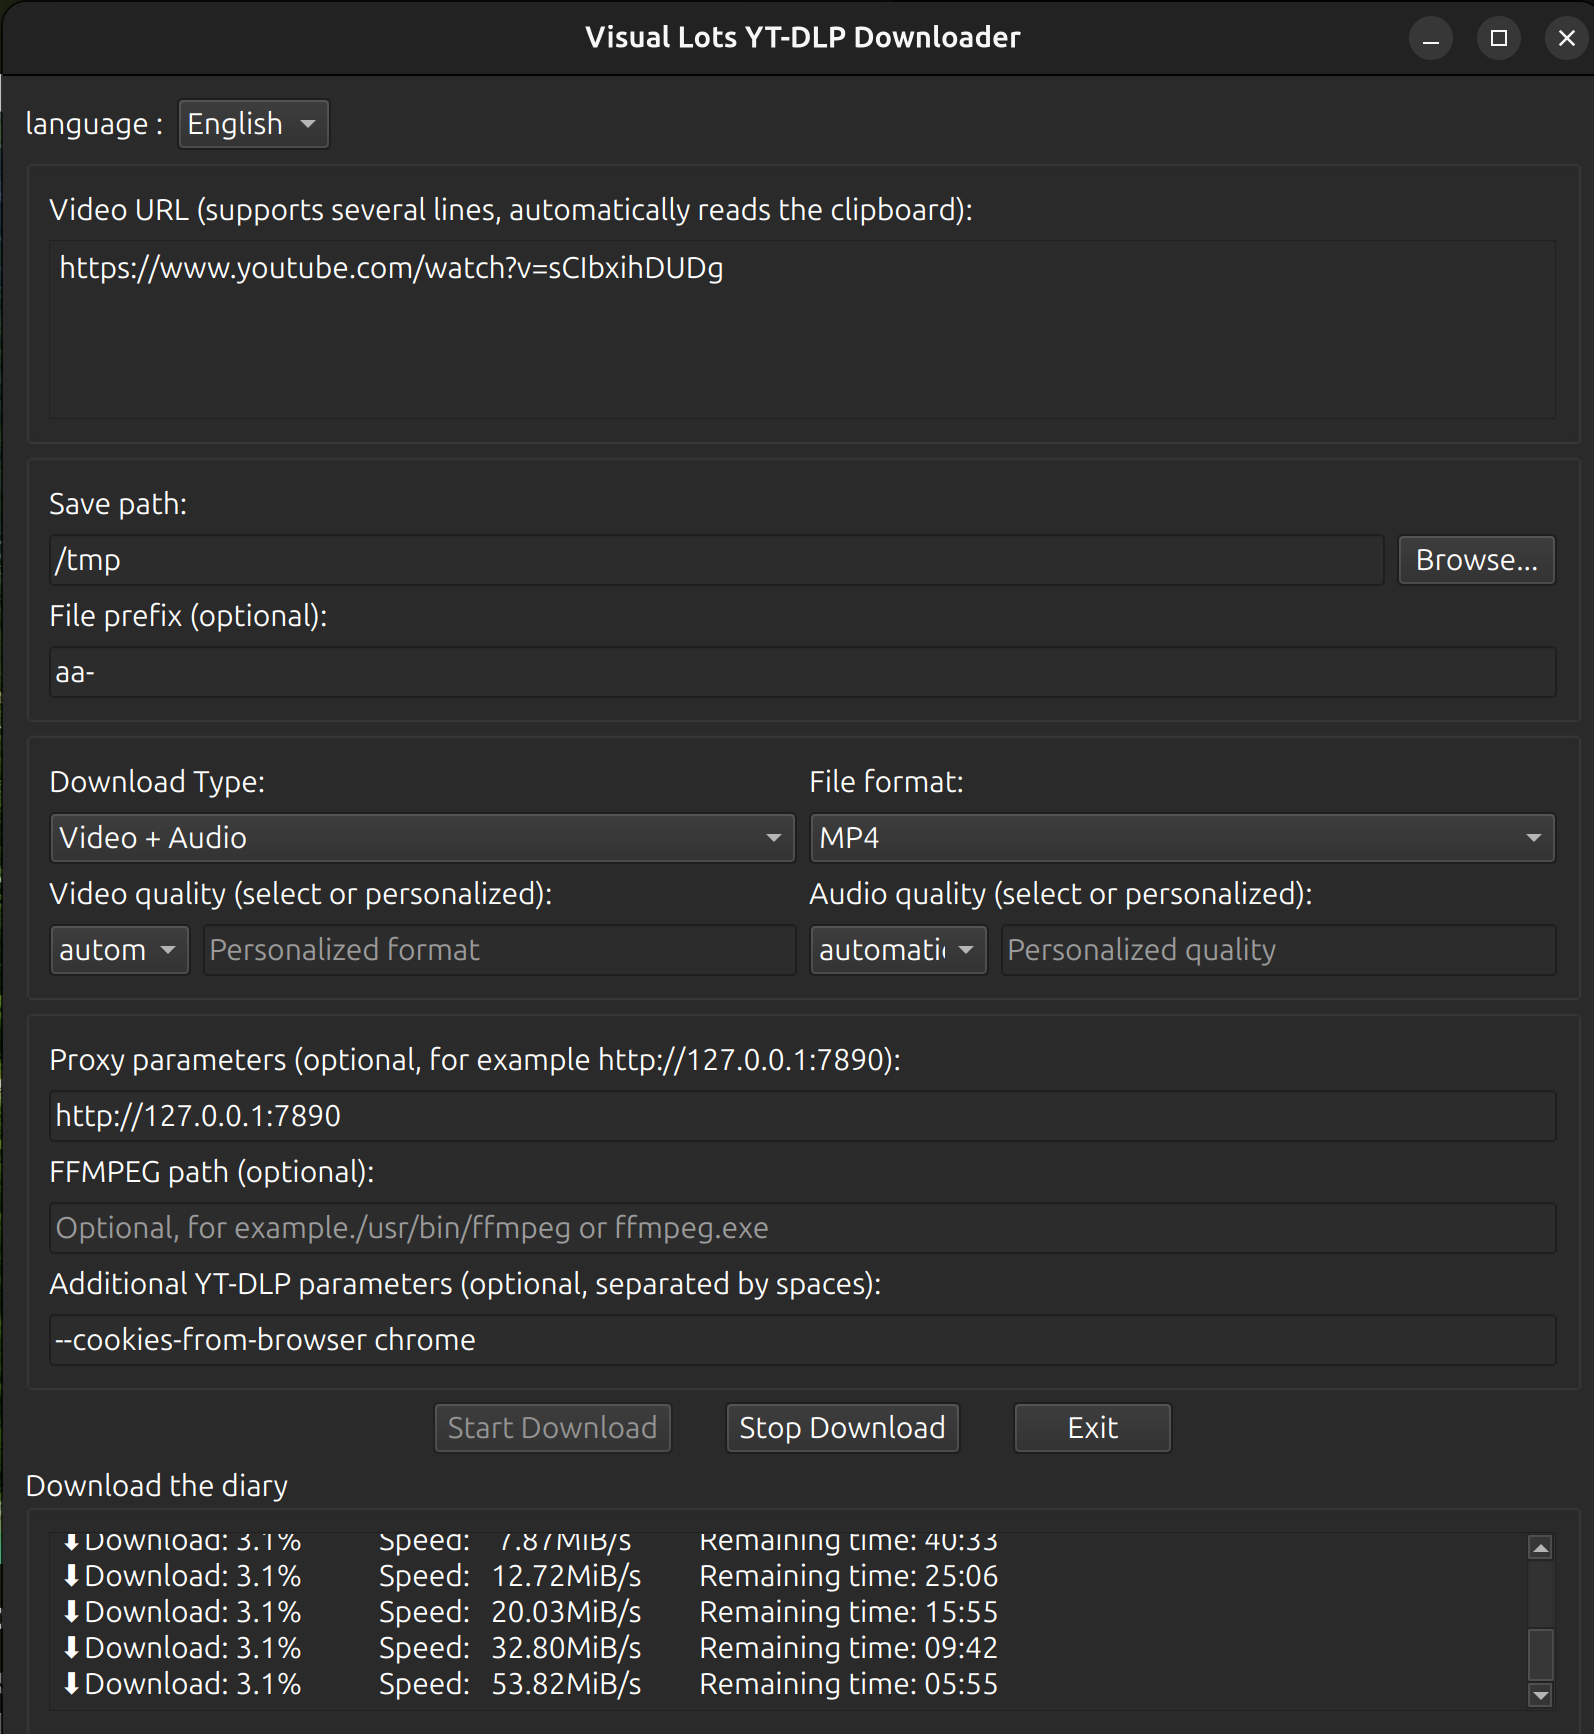 Visual Lots YT-DLP Downloader
language : English
Video URL (supports several lines, automatically reads the clipboard):
https://www.youtube.com/watch?v=sCIbxihDUDg
Save path:
/tmp Browse...
File prefix (optional):
aa-
Download Type: File format:
Video + Audio MP4
Video quality (select or personalized): Audio quality (select or personalized):
autom Personalized format automatic Personalized quality
Proxy parameters (optional, for example http://127.0.0.1:7890):
http://127.0.0.1:7890
FFMPEG path (optional):
Optional, for example./usr/bin/ffmpeg or ffmpeg.exe
Additional YT-DLP parameters (optional, separated by spaces):
--cookies-from-browser chrome
Start Download Stop Download Exit
Download the diary
⬇Download: 3.1% Speed: 7.87MiB/s Remaining time: 40:33
⬇Download: 3.1% Speed: 12.72MiB/s Remaining time: 25:06
⬇Download: 3.1% Speed: 20.03MiB/s Remaining time: 15:55
⬇Download: 3.1% Speed: 32.80MiB/s Remaining time: 09:42
⬇Download: 3.1% Speed: 53.82MiB/s Remaining time: 05:55